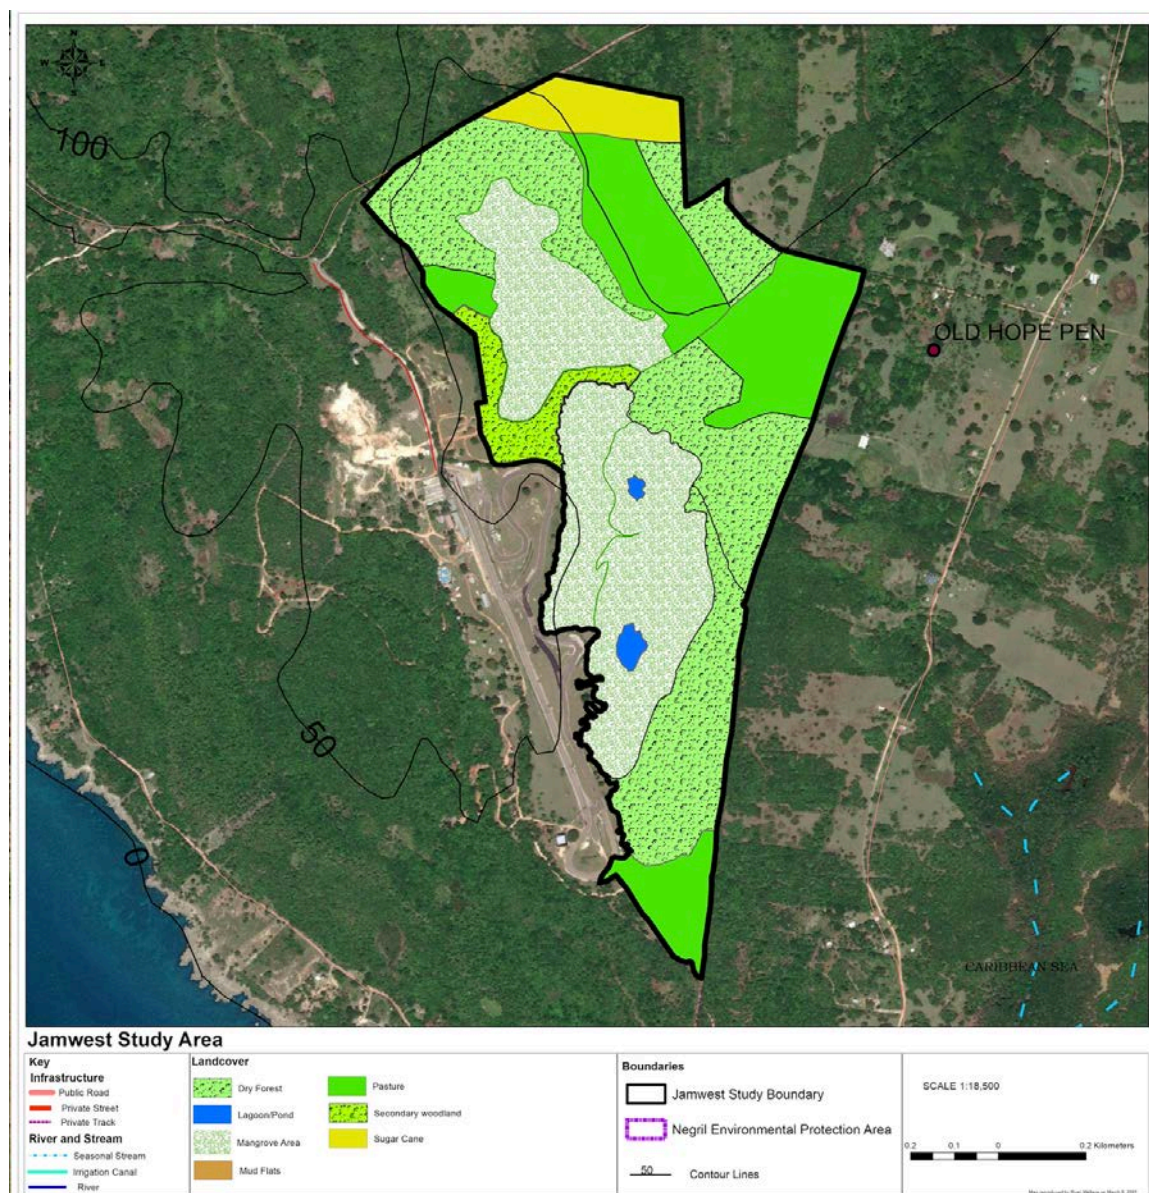 N
W E
S
100
OLD HOPE PEN
50
0
CARIBBEAN SEA
Jamwest Study Area
Key
Infrastructure
Public Road
Private Street
Private Track
River and Stream
Seasonal Stream
Irrigation Canal
River
Landcover
Dry Forest
Lagoon/Pond
Mangrove Area
Mud Flats
Pasture
Secondary woodland
Sugar Cane
Boundaries
Jamwest Study Boundary
Negril Environmental Protection Area
50 Contour Lines
SCALE 1:18,500
0.2 0.1 0 0.2 Kilometers